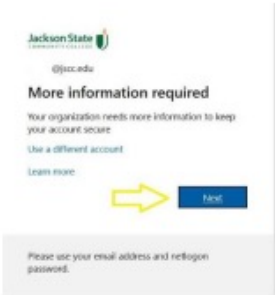 Jackson State
COMMUNITY COLLEGE
@jscc.edu
More information required
Your organization needs more information to keep
your account secure
Use a different account
Learn more
Next
Please use your email address and netlogon
password.